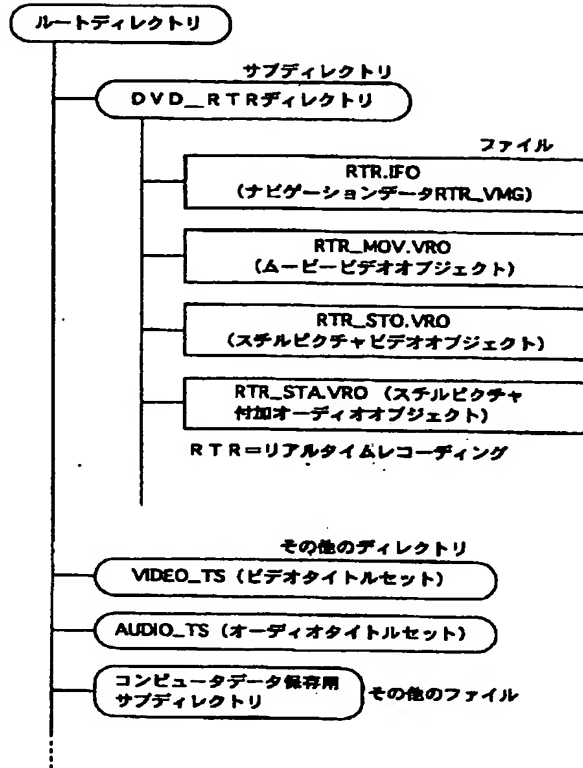 ルートディレクトリ
サブディレクトリ
DVD__RTRディレクトリ
ファイル
RTR.IFO
(ナビゲーションデータRTR_VMG)
RTR_MOV.VRO
(ムービービデオオブジェクト)
RTR_STO.VRO
(スチルピクチャビデオオブジェクト)
RTR_STA.VRO (スチルピクチャ
付加オーディオオブジェクト)
RTR=リアルタイムレコーディング
その他のディレクトリ
VIDEO_TS (ビデオタイトルセット)
AUDIO_TS (オーディオタイトルセット)
コンピュータデータ保存用
サブディレクトリ
その他のファイル